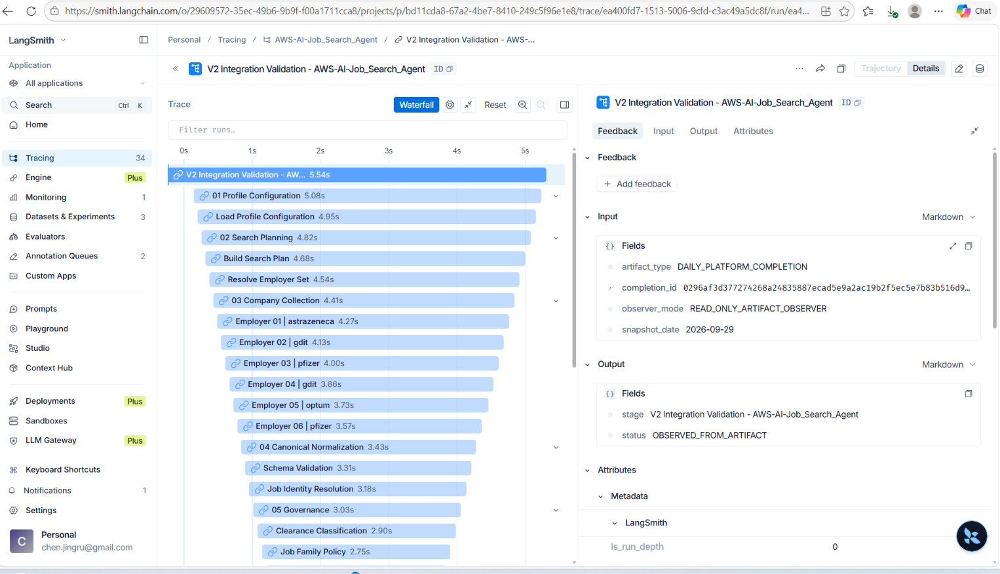 https://smith.langchain.com/o/29609572-35ec-49b6-9b9f-f00a1711cca8/projects/p/bd11cda8-67a2-4be7-8410-249c5f96e1e8/trace/ea400fd7-1513-5006-9cfd-c3ac49a5dc8f/run/ea4...
Chat
LangSmith
Personal / Tracing / AWS-AI-Job_Search_Agent / V2 Integration Validation - AWS-...
Application
All applications
Search Ctrl K
Home
Tracing 34
Engine Plus
Monitoring 1
Datasets & Experiments 3
Evaluators
Annotation Queues 2
Custom Apps
Prompts
Playground
Studio
Context Hub
Deployments Plus
Sandboxes
LLM Gateway Plus
Keyboard Shortcuts
Notifications 1
Settings
C
Personal
chen.jingru@gmail.com
V2 Integration Validation - AWS-AI-Job_Search_Agent ID
Trajectory Details
Trace
Waterfall
Reset
Filter runs…
0s 1s 2s 3s 4s 5s
V2 Integration Validation - AW... 5.54s
01 Profile Configuration 5.08s
Load Profile Configuration 4.95s
02 Search Planning 4.82s
Build Search Plan 4.68s
Resolve Employer Set 4.54s
03 Company Collection 4.41s
Employer 01 | astrazeneca 4.27s
Employer 02 | gdit 4.13s
Employer 03 | pfizer 4.00s
Employer 04 | gdit 3.86s
Employer 05 | optum 3.73s
Employer 06 | pfizer 3.57s
04 Canonical Normalization 3.43s
Schema Validation 3.31s
Job Identity Resolution 3.18s
05 Governance 3.03s
Clearance Classification 2.90s
Job Family Policy 2.75s
V2 Integration Validation - AWS-AI-Job_Search_Agent ID
Feedback Input Output Attributes
Feedback
+ Add feedback
Input Markdown
{} Fields
artifact_type DAILY_PLATFORM_COMPLETION
completion_id 0296af3d377274268a24835887ecad5e9a2ac19b2f5ec5e7b83b516d9...
observer_mode READ_ONLY_ARTIFACT_OBSERVER
snapshot_date 2026-09-29
Output Markdown
{} Fields
stage V2 Integration Validation - AWS-AI-Job_Search_Agent
status OBSERVED_FROM_ARTIFACT
Attributes
Metadata
LangSmith
ls_run_depth 0